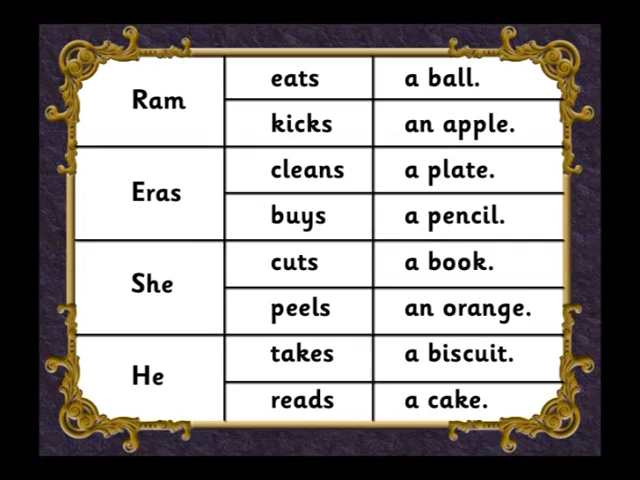 Ram eats a ball.
kicks an apple.
Eras cleans a plate.
buys a pencil.
She cuts a book.
peels an orange.
He takes a biscuit.
reads a cake.